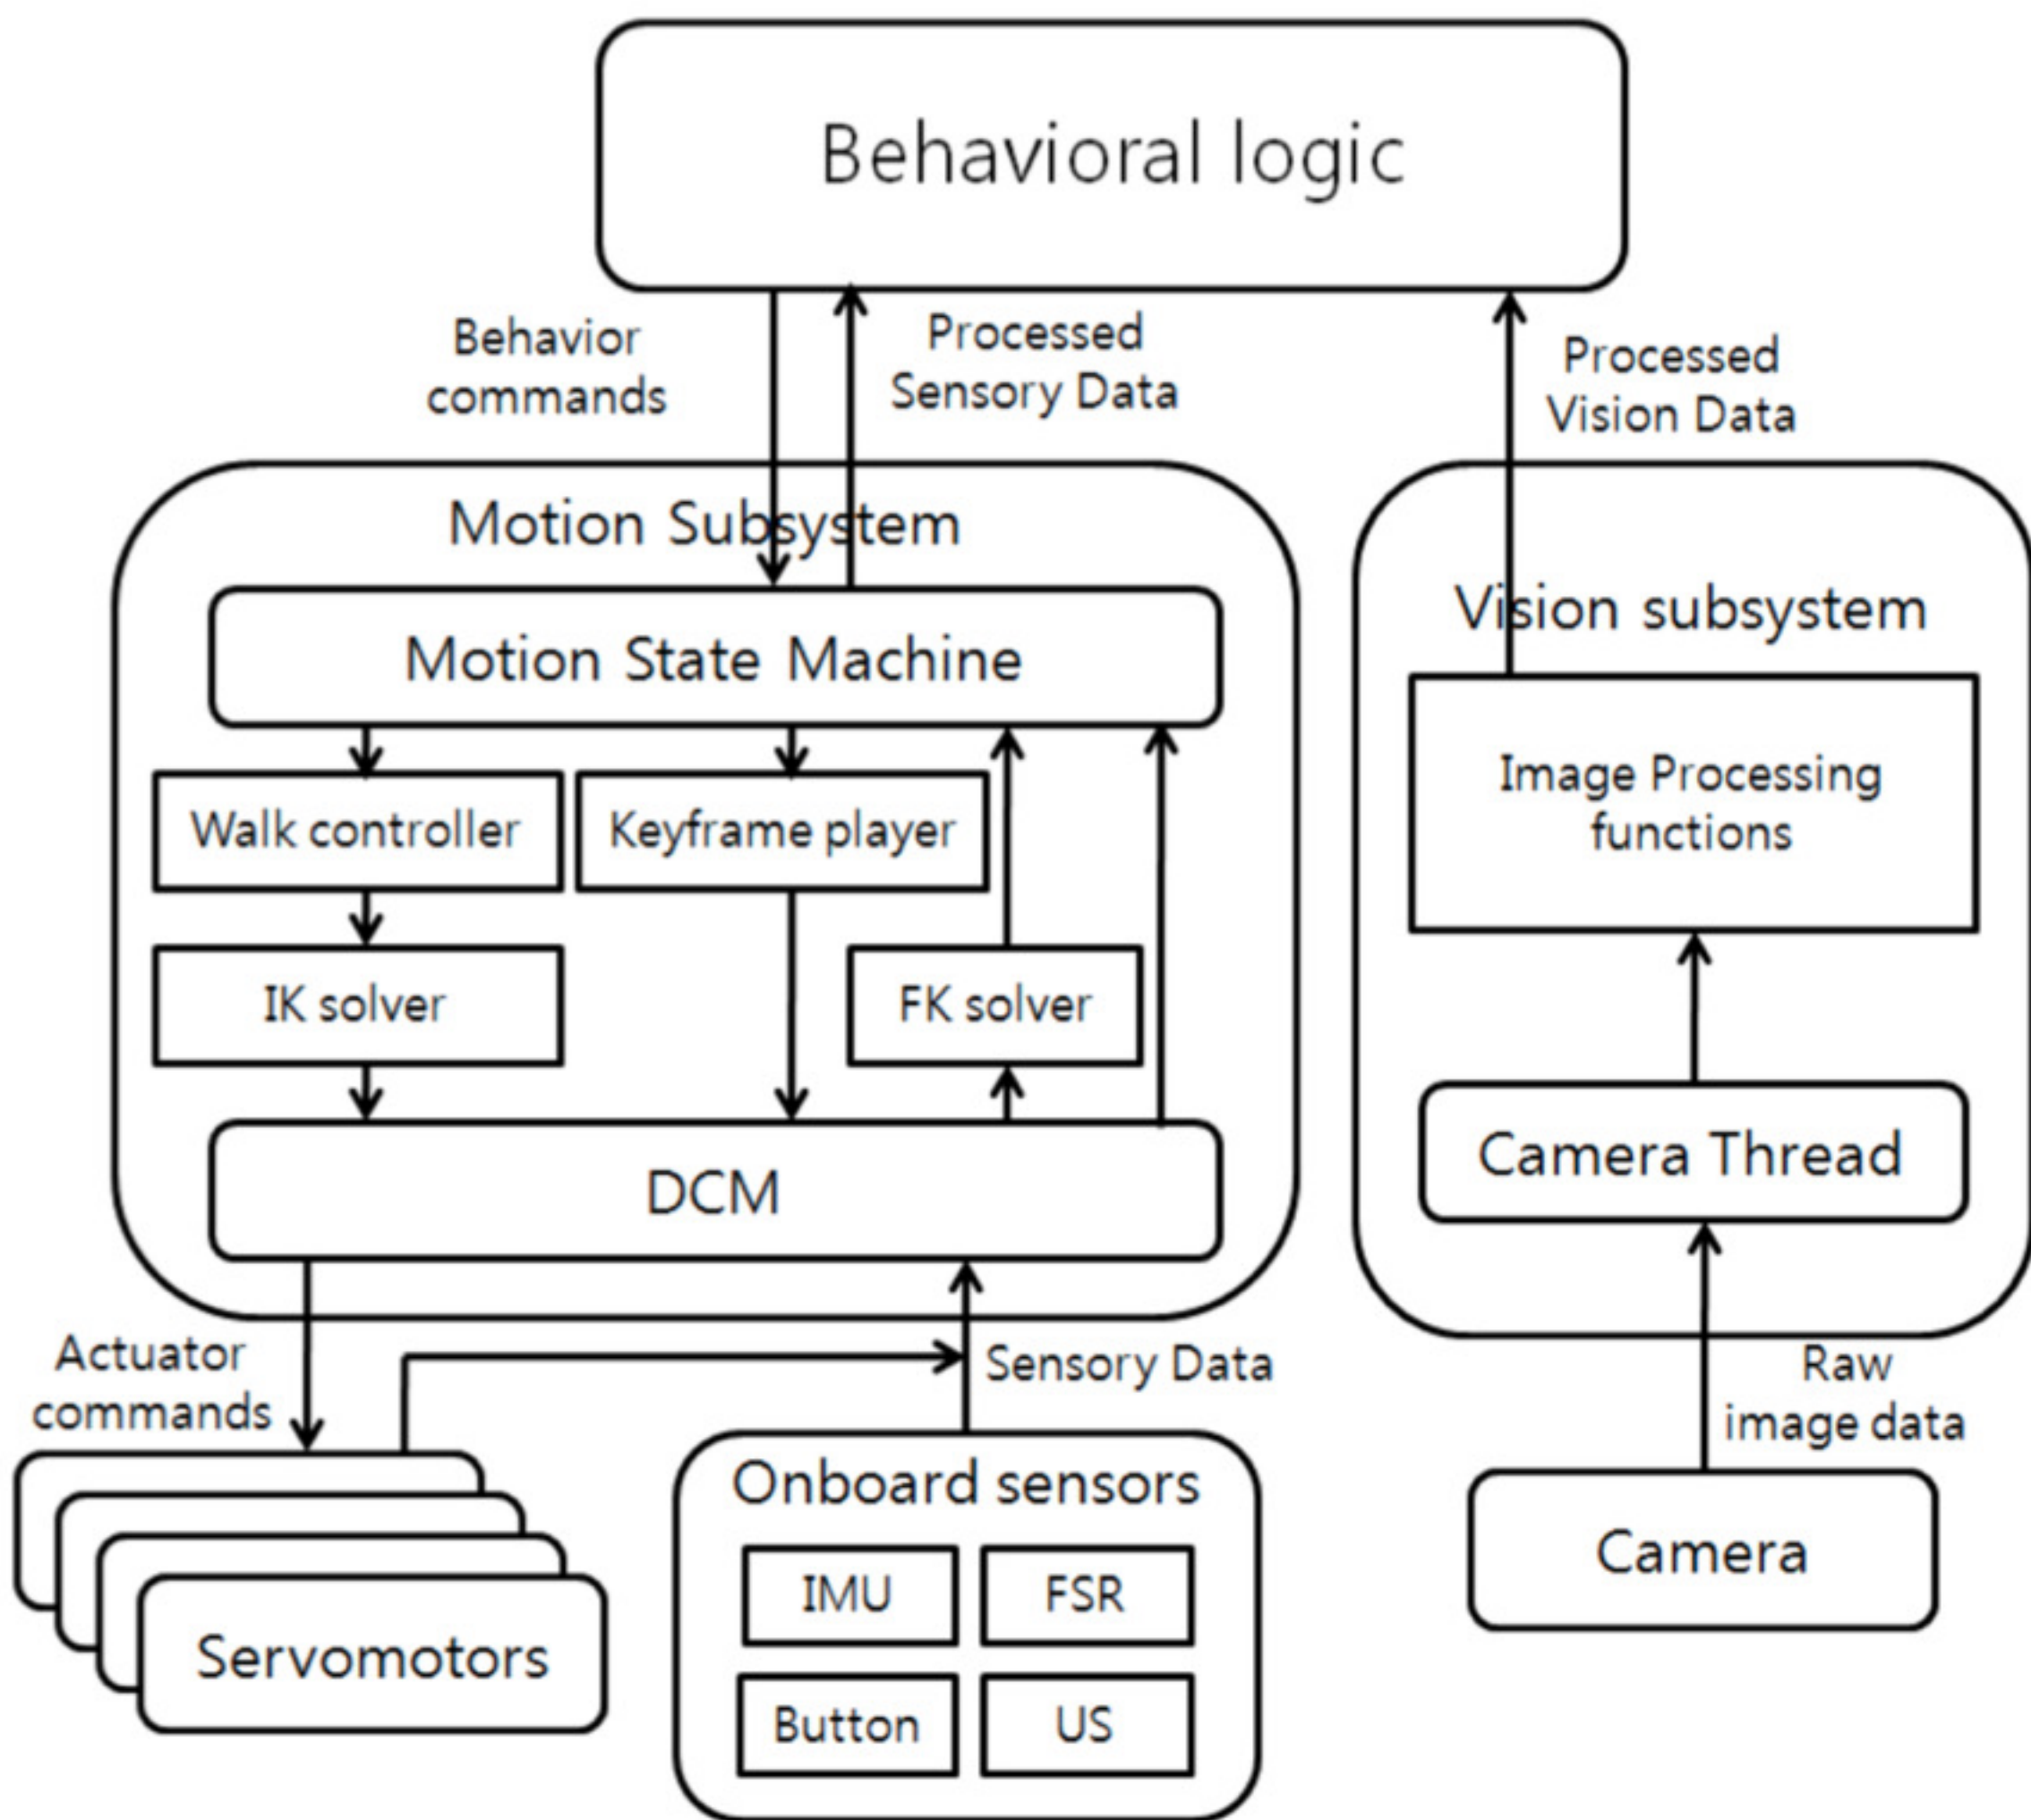 Behavioral logic
Behavior
commands
Processed
Sensory Data
Processed
Vision Data
Motion Subsystem
Motion State Machine
Walk controller
Keyframe player
IK solver
FK solver
DCM
Vision subsystem
Image Processing
functions
Camera Thread
Actuator
commands
Sensory Data
Raw
image data
Servomotors
Onboard sensors
IMU
FSR
Button
US
Camera